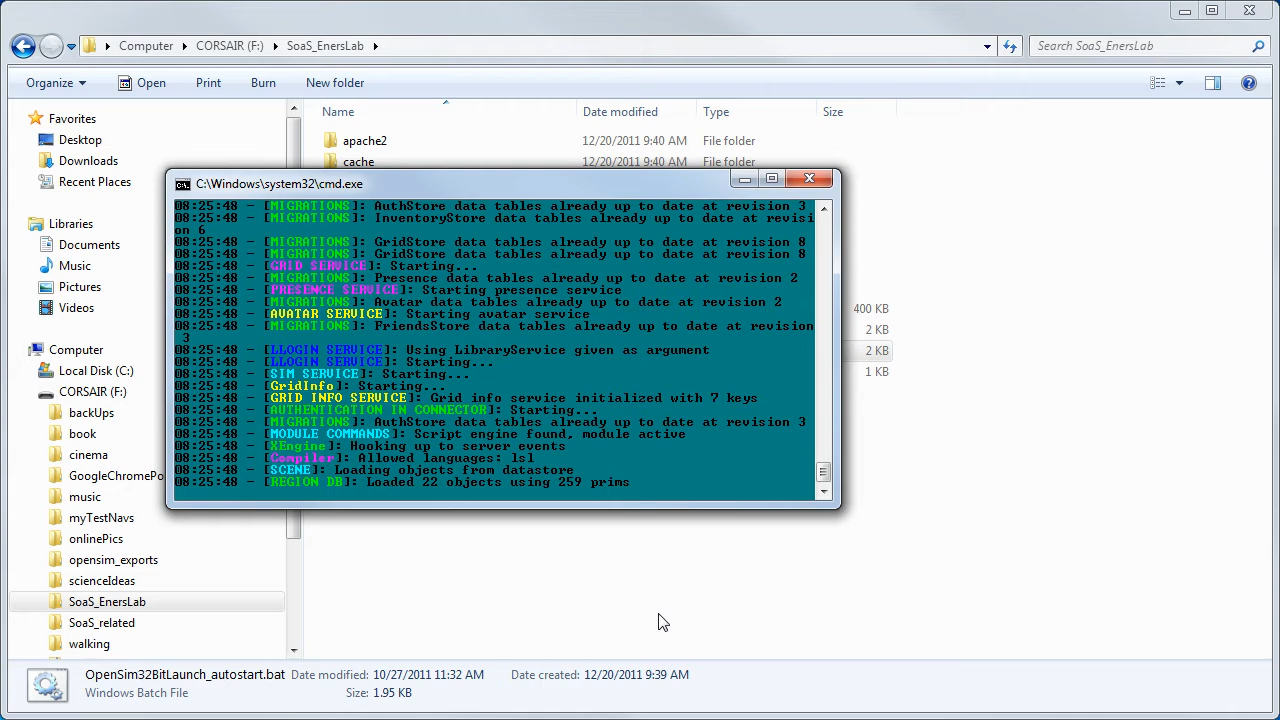 Computer
CORSAIR (F:)
SoaS_EnersLab
Search SoaS_EnersLab
Organize
Open
Print
Burn
New folder
Name
Date modified
Type
Size
Favorites
Desktop
Downloads
Recent Places
Libraries
Documents
Music
Pictures
Videos
Computer
Local Disk (C:)
CORSAIR (F:)
backUps
book
cinema
GoogleChromePo
music
myTestNavs
onlinePics
opensim_exports
scienceIdeas
SoaS_EnersLab
SoaS_related
walking
apache2
12/20/2011 9:40 AM
File folder
cache
12/20/2011 9:40 AM
File folder
400 KB
2 KB
2 KB
1 KB
C:\Windows\system32\cmd.exe
08:25:48 - [MIGRATIONS]: AuthStore data tables already up to date at revision 3
08:25:48 - [MIGRATIONS]: InventoryStore data tables already up to date at revisi
on 6
08:25:48 - [MIGRATIONS]: GridStore data tables already up to date at revision 8
08:25:48 - [MIGRATIONS]: GridStore data tables already up to date at revision 8
08:25:48 - [GRID SERVICE]: Starting...
08:25:48 - [MIGRATIONS]: Presence data tables already up to date at revision 2
08:25:48 - [PRESENCE SERVICE]: Starting presence service
08:25:48 - [MIGRATIONS]: Avatar data tables already up to date at revision 2
08:25:48 - [AVATAR SERVICE]: Starting avatar service
08:25:48 - [MIGRATIONS]: FriendsStore data tables already up to date at revision
3
08:25:48 - [LLOGIN SERVICE]: Using LibraryService given as argument
08:25:48 - [LLOGIN SERVICE]: Starting...
08:25:48 - [SIM SERVICE]: Starting...
08:25:48 - [GridInfo]: Starting...
08:25:48 - [GRID INFO SERVICE]: Grid info service initialized with 7 keys
08:25:48 - [AUTHENTICATION IN CONNECTOR]: Starting...
08:25:48 - [MIGRATIONS]: AuthStore data tables already up to date at revision 3
08:25:48 - [MODULE COMMANDS]: Script engine found, module active
08:25:48 - [XEngine]: Hooking up to server events
08:25:48 - [Compiler]: Allowed languages: lsl
08:25:48 - [SCENE]: Loading objects from datastore
08:25:48 - [REGION DB]: Loaded 22 objects using 259 prims
OpenSim32BitLaunch_autostart.bat
Date modified: 10/27/2011 11:32 AM
Date created: 12/20/2011 9:39 AM
Windows Batch File
Size: 1.95 KB